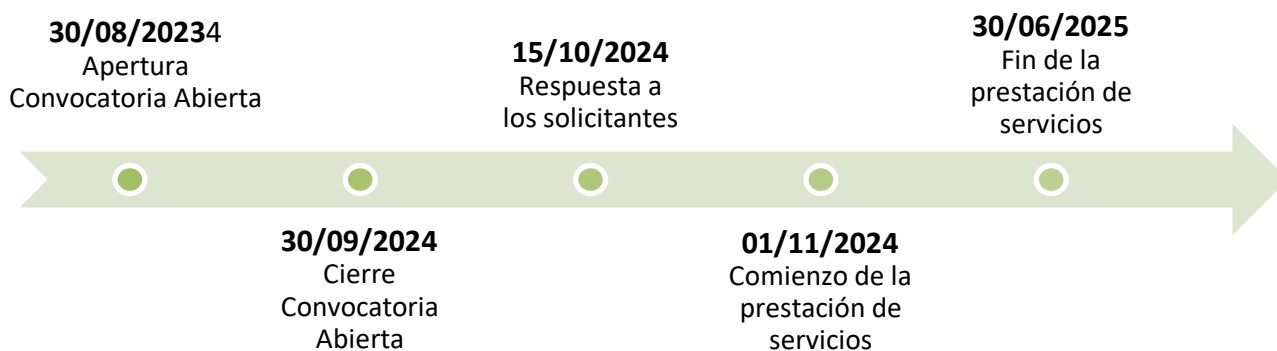 30/08/20234
Apertura
Convocatoria Abierta
30/09/2024
Cierre
Convocatoria
Abierta
15/10/2024
Respuesta a
los solicitantes
01/11/2024
Comienzo de la
prestación de
servicios
30/06/2025
Fin de la
prestación de
servicios